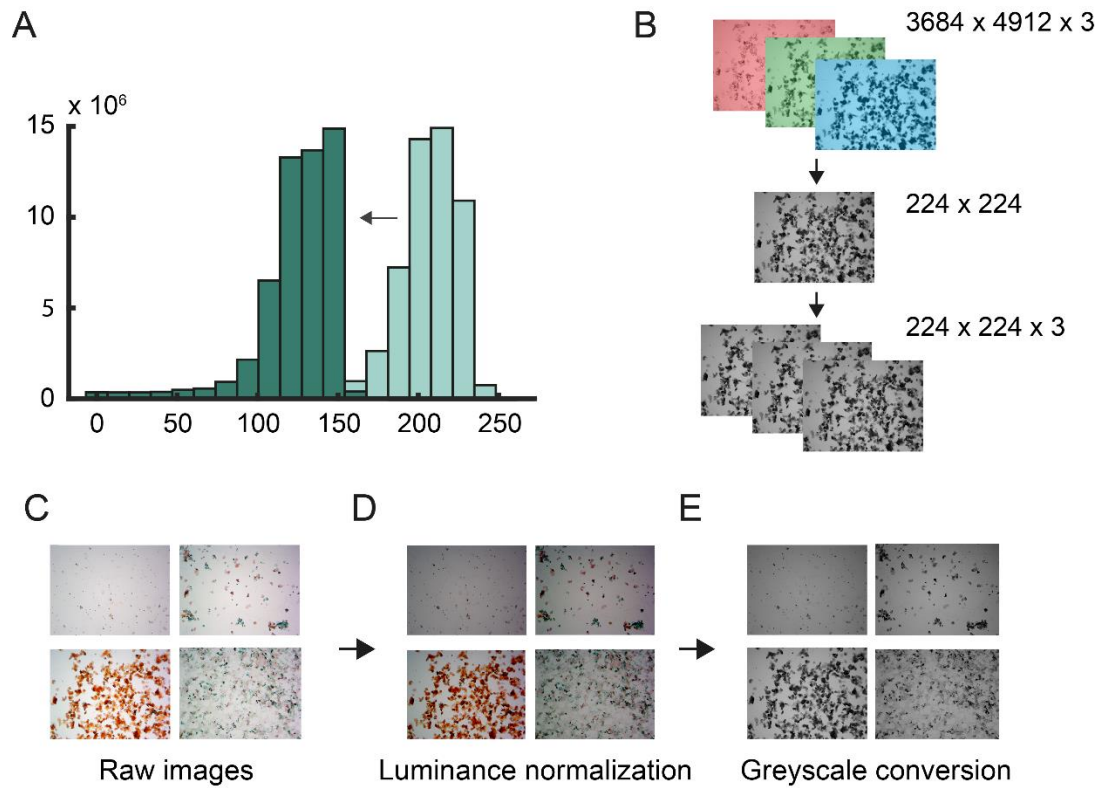 A
x 10⁶
15
10
5
0
0 50 100 150 200 250
B
3684 x 4912 x 3
224 x 224
224 x 224 x 3
C
D
E
Raw images
Luminance normalization
Greyscale conversion